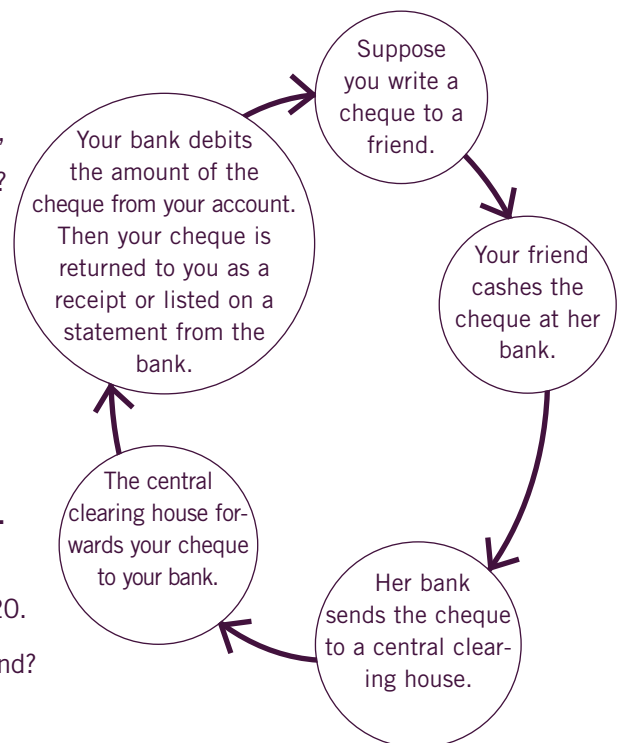 Suppose
you write a
cheque to a
friend.
Your friend
cashes the
cheque at her
bank.
Her bank
sends the cheque
to a central clear-
ing house.
The central
clearing house for-
wards your cheque
to your bank.
Your bank debits
the amount of the
cheque from your account.
Then your cheque is
returned to you as a
receipt or listed on a
statement from the
bank.
,
?
.
20.
nd?